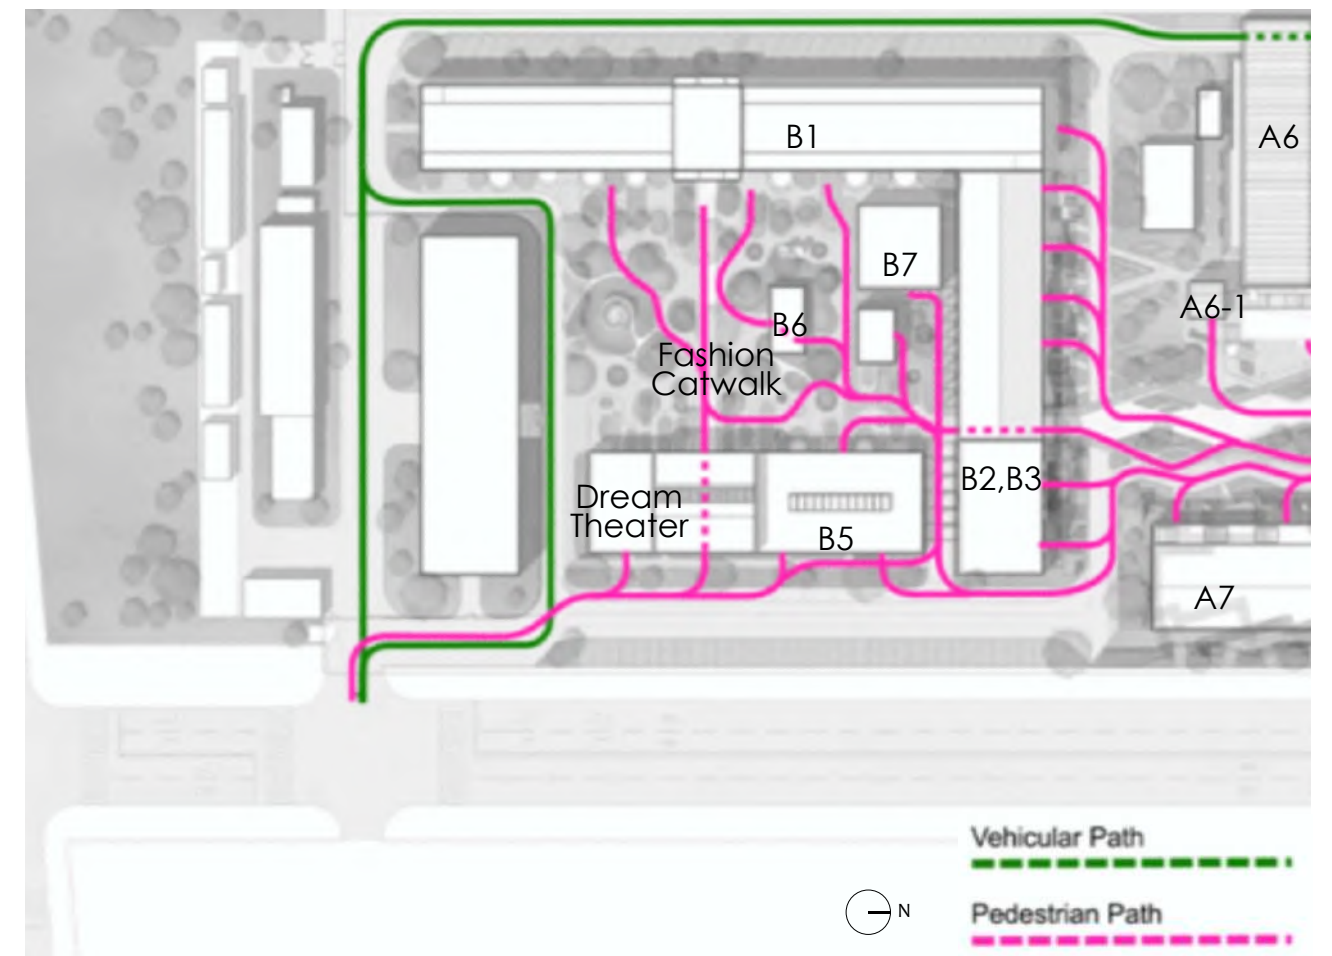 B1
A6
B7
A6-1
B6
Fashion
Catwalk
B2,B3
Dream
Theater
B5
A7
Vehicular Path
N
Pedestrian Path